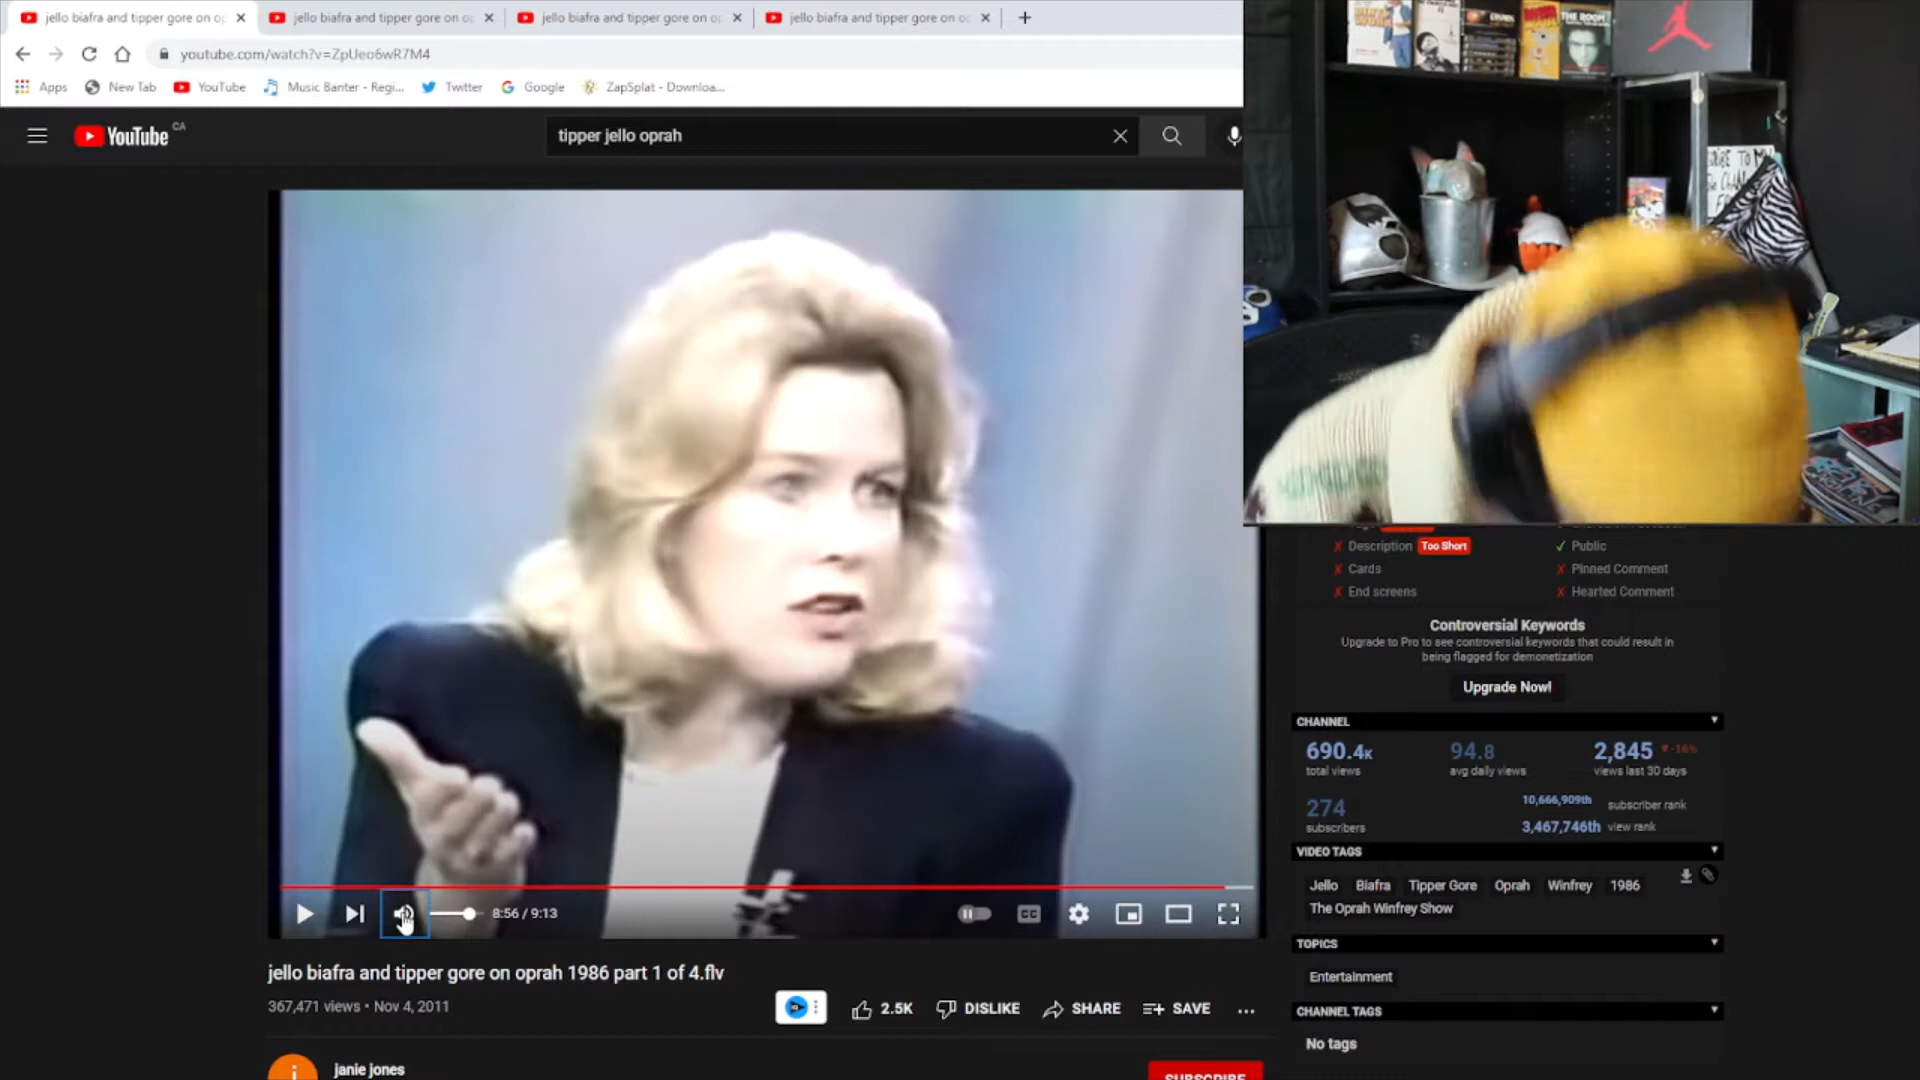 jello biafra and tipper gore on o
jello biafra and tipper gore on o
jello biafra and tipper gore on o
jello biafra and tipper gore on o
youtube.com/watch?v=ZpUeo6wR7M4
Apps
New Tab
YouTube
Music Banter - Regi...
Twitter
Google
ZapSplat - Downloa...
YouTube CA
tipper jello oprah
THE ROOM
8:56 / 9:13
CC
jello biafra and tipper gore on oprah 1986 part 1 of 4.flv
367,471 views • Nov 4, 2011
2.5K
DISLIKE
SHARE
SAVE
janie jones
SUBSCRIBE
Description Too Short
Public
Cards
Pinned Comment
End screens
Hearted Comment
Controversial Keywords
Upgrade to Pro to see controversial keywords that could result in
being flagged for demonetization
Upgrade Now!
CHANNEL
690.4K
total views
94.8
avg daily views
2,845 -16%
views last 30 days
274
subscribers
10,666,909th subscriber rank
3,467,746th view rank
VIDEO TAGS
Jello Biafra Tipper Gore Oprah Winfrey 1986
The Oprah Winfrey Show
TOPICS
Entertainment
CHANNEL TAGS
No tags